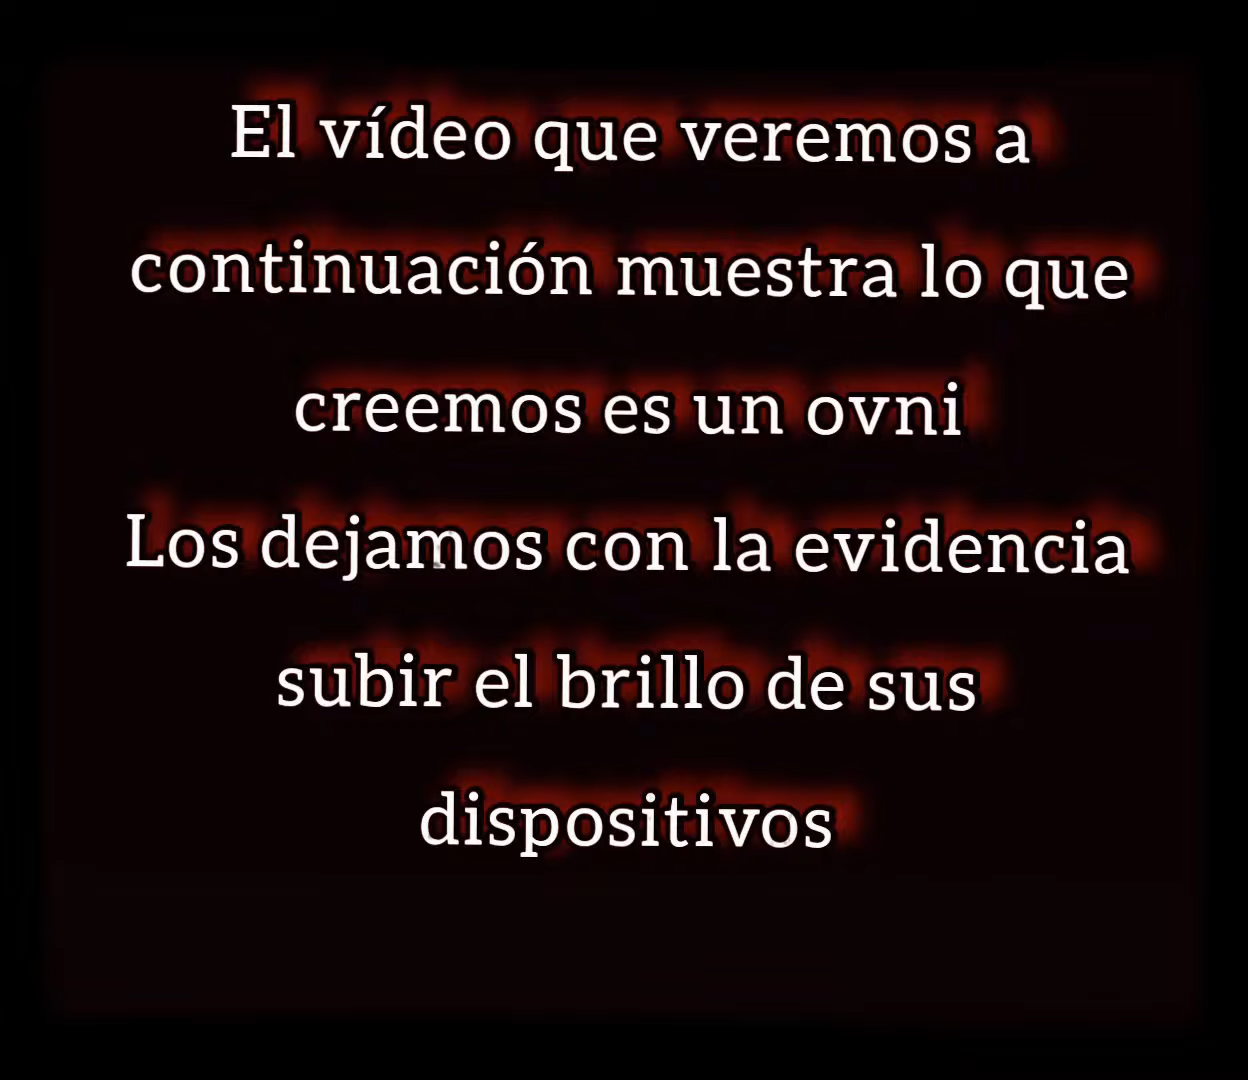 El vídeo que veremos a
continuación muestra lo que
creemos es un ovni
Los dejamos con la evidencia
subir el brillo de sus
dispositivos